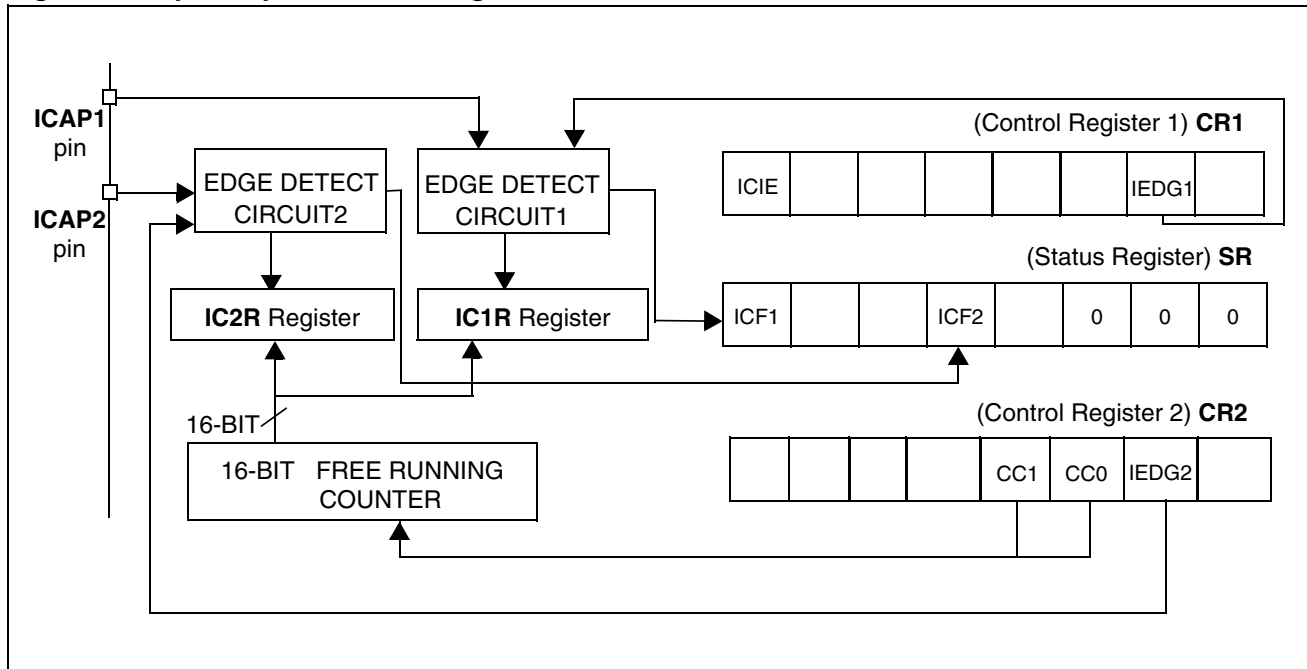 ICAP1
pin
ICAP2
pin
EDGE DETECT
CIRCUIT2
EDGE DETECT
CIRCUIT1
IC2R Register
IC1R Register
16-BIT
16-BIT FREE RUNNING
COUNTER
(Control Register 1) CR1
ICIE IEDG1
(Status Register) SR
ICF1 ICF2 0 0 0
(Control Register 2) CR2
CC1 CC0 IEDG2